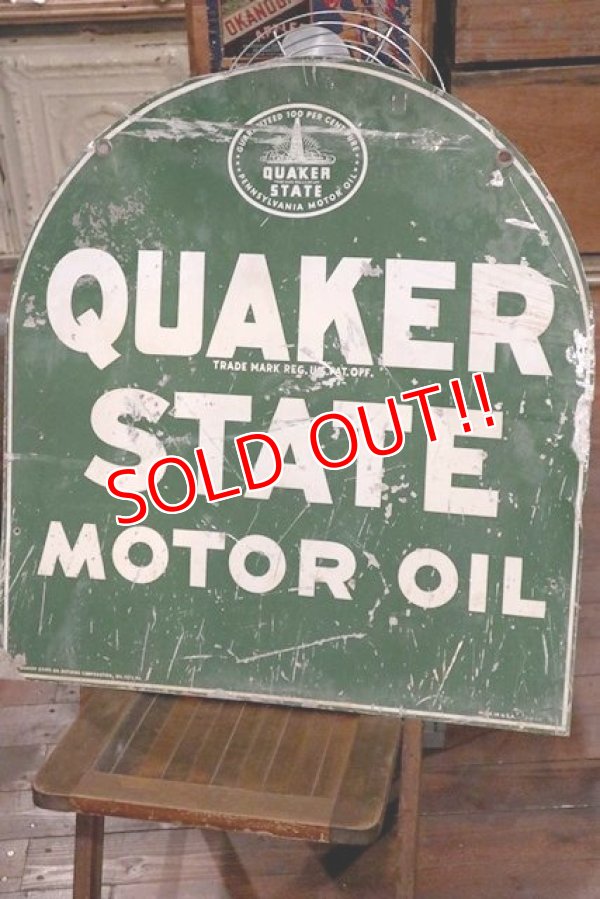 OKANOG
GUARANTEED 100 PER CENT PURE
QUAKER
STATE
PENNSYLVANIA MOTOR OIL
QUAKER
TRADE MARK REG. U.S. PAT. OFF.
STATE
SOLD OUT!!
MOTOR OIL